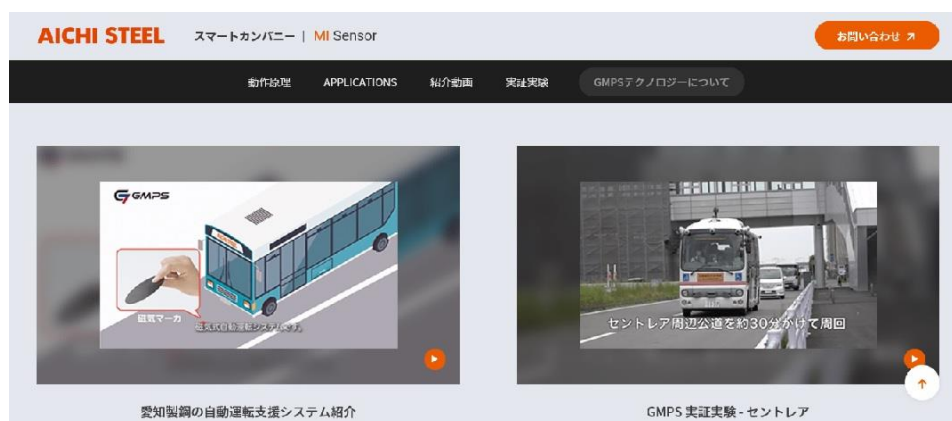 AICHI STEEL
スマートカンパニー | MI Sensor
お問い合わせ
動作原理 APPLICATIONS 紹介動画 実証実験 GMPSテクノロジーについて
GMPS
磁気マーカ
磁気式自動運転システムです。
セントレア周辺公道を約30分かけて周回
愛知製鋼の自動運転支援システム紹介
GMPS 実証実験 - セントレア